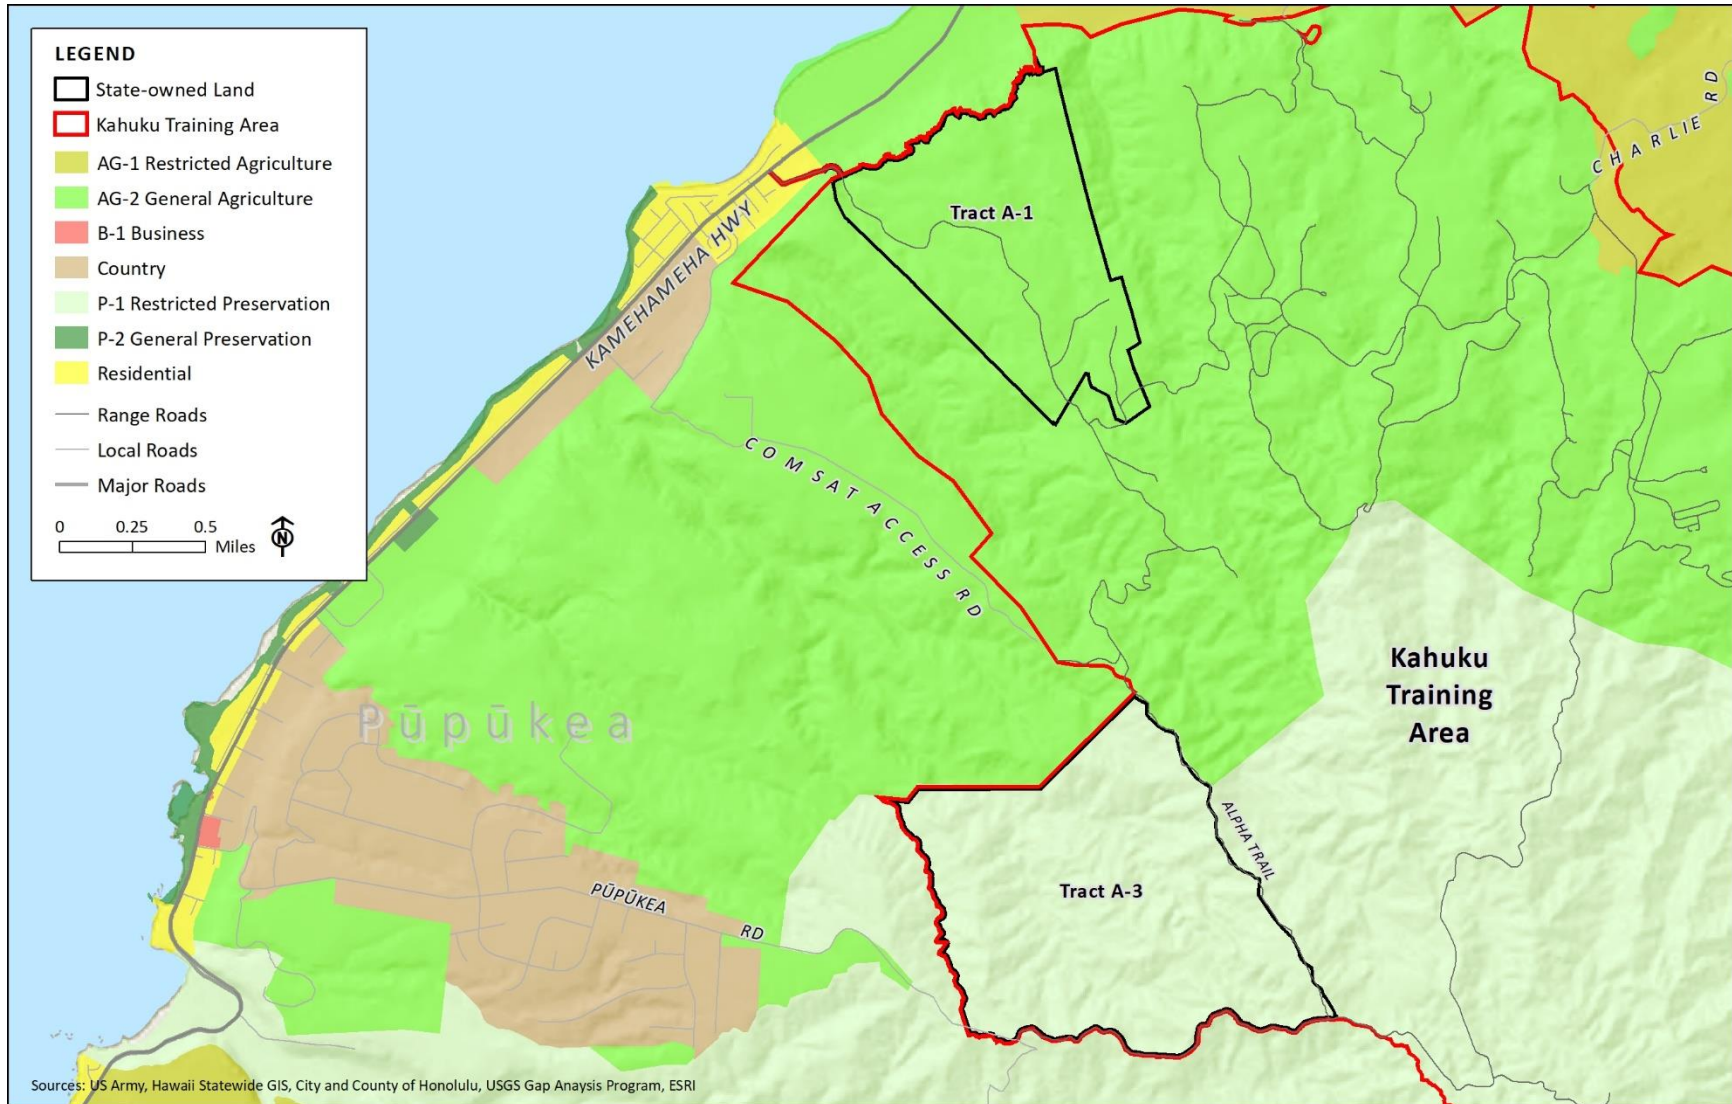 LEGEND
State-owned Land
Kahuku Training Area
AG-1 Restricted Agriculture
AG-2 General Agriculture
B-1 Business
Country
P-1 Restricted Preservation
P-2 General Preservation
Residential
Range Roads
Local Roads
Major Roads
0 0.25 0.5
Miles
N
CHARLIE RD
Tract A-1
KAMEHAMEHA HWY
COMSAT ACCESS RD
Kahuku
Training
Area
Pūpūkea
ALPHA TRAIL
Tract A-3
PŪPŪKEA RD
Sources: US Army, Hawaii Statewide GIS, City and County of Honolulu, USGS Gap Anaysis Program, ESRI